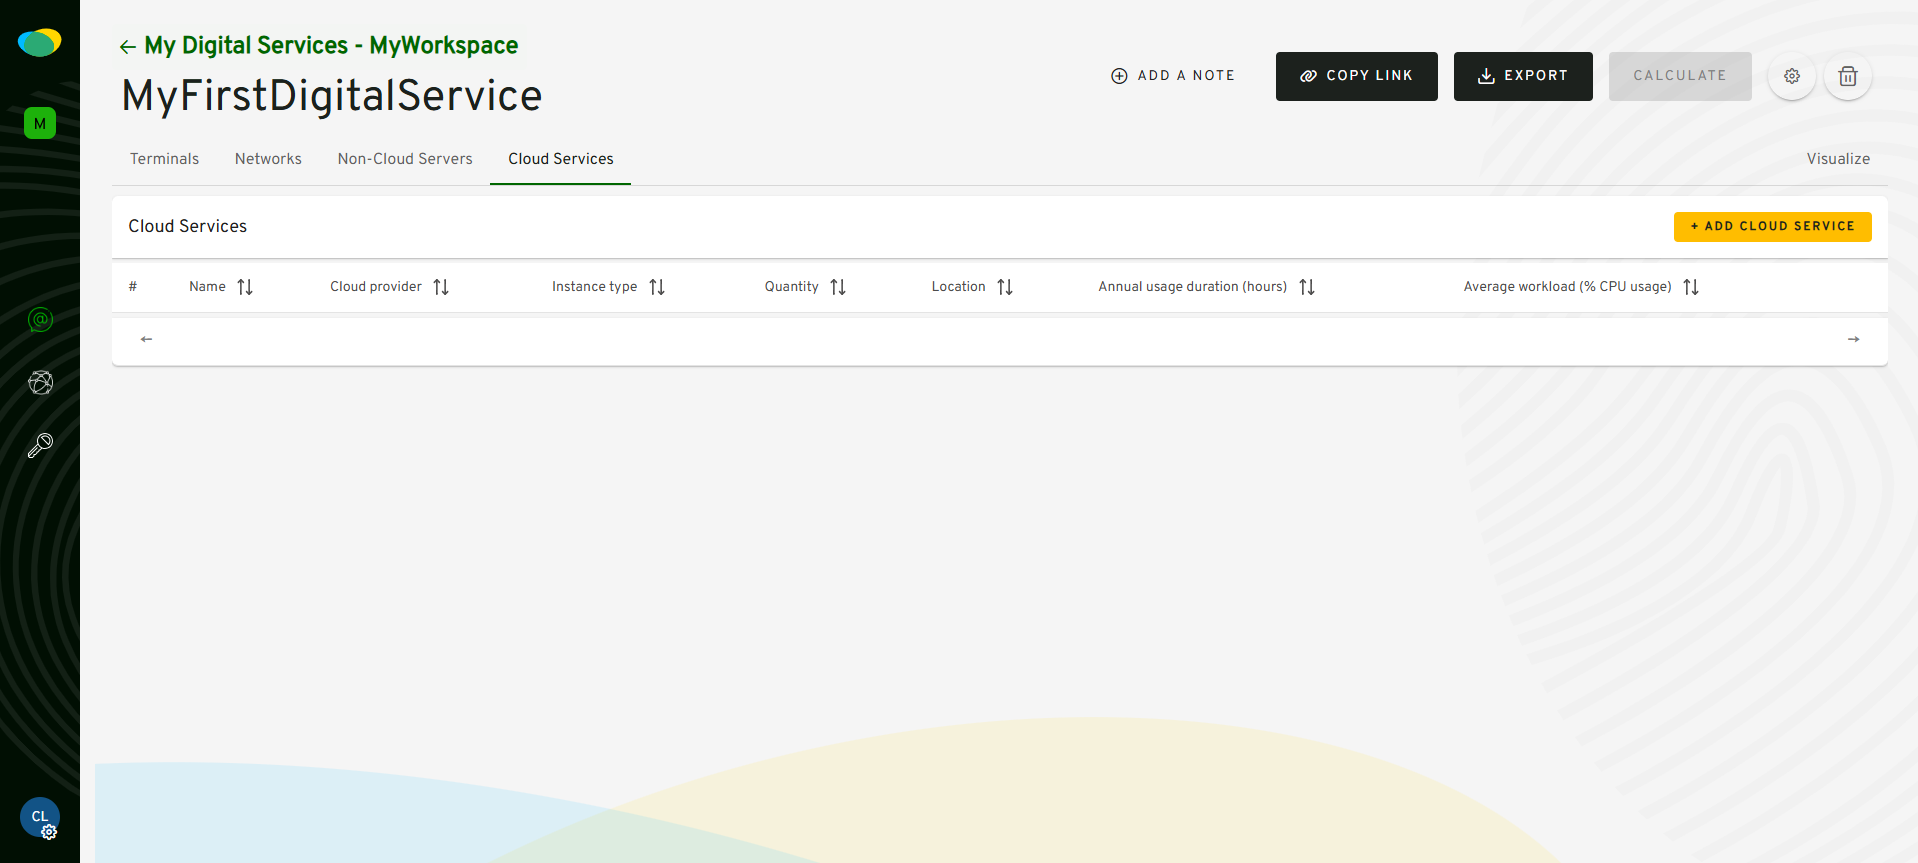 ← My Digital Services - MyWorkspace
MyFirstDigitalService
ADD A NOTE
COPY LINK
EXPORT
CALCULATE
M
Terminals
Networks
Non-Cloud Servers
Cloud Services
Visualize
Cloud Services
+ ADD CLOUD SERVICE
# Name Cloud provider Instance type Quantity Location Annual usage duration (hours) Average workload (% CPU usage)
CL